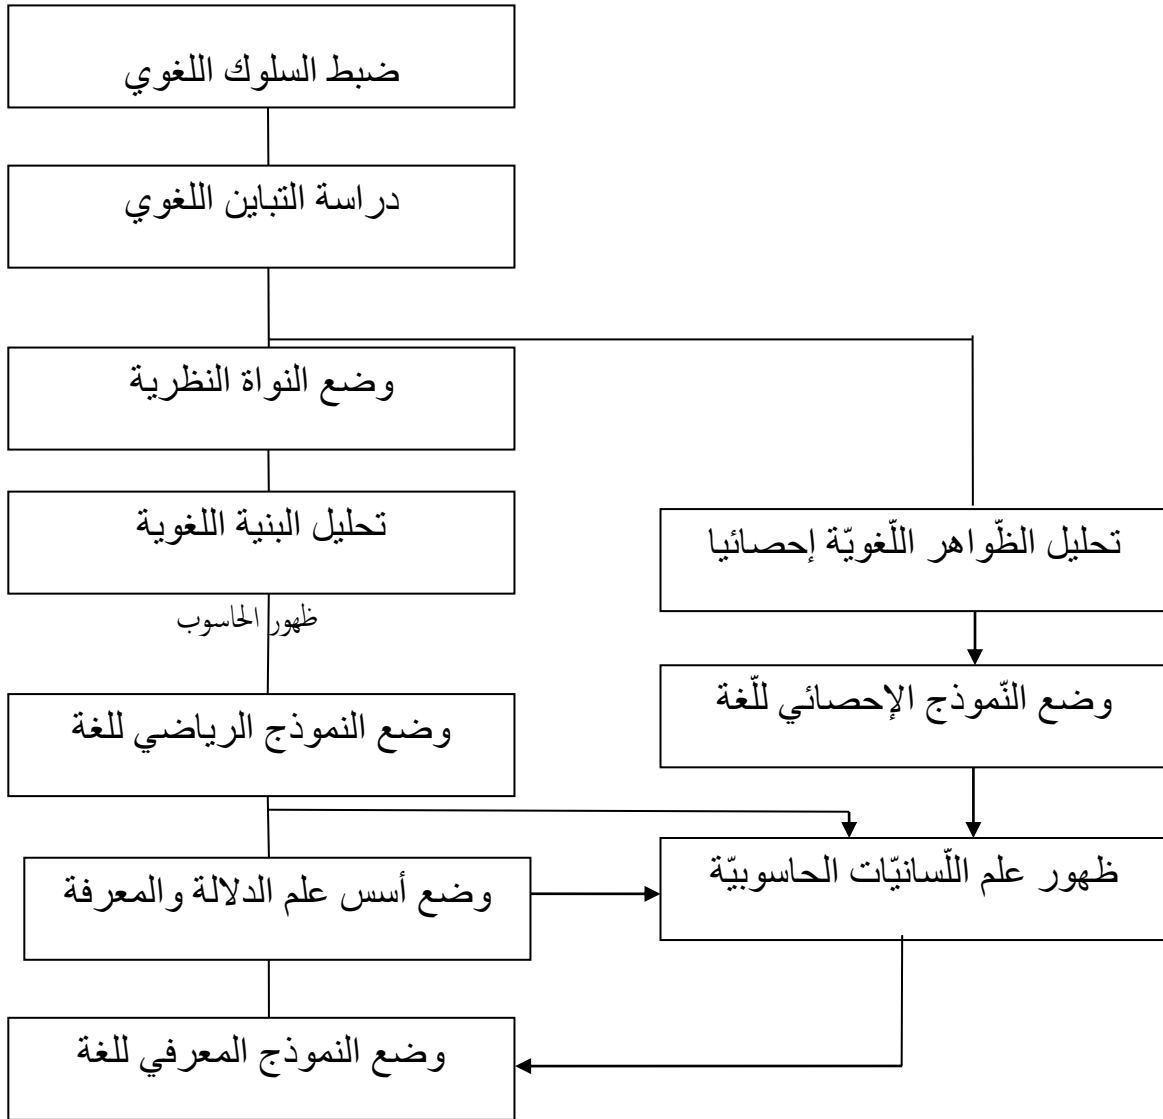 ضبط السلوك اللغوي
دراسة التباين اللغوي
وضع النواة النظرية
تحليل البنية اللغوية
تحليل الظّواهر اللّغويّة إحصائيا
ظهور الحاسوب
وضع النّموذج الإحصائي للّغة
وضع النموذج الرياضي للغة
ظهور علم اللّسانيّات الحاسوبيّة
وضع أسس علم الدلالة والمعرفة
وضع النموذج المعرفي للغة